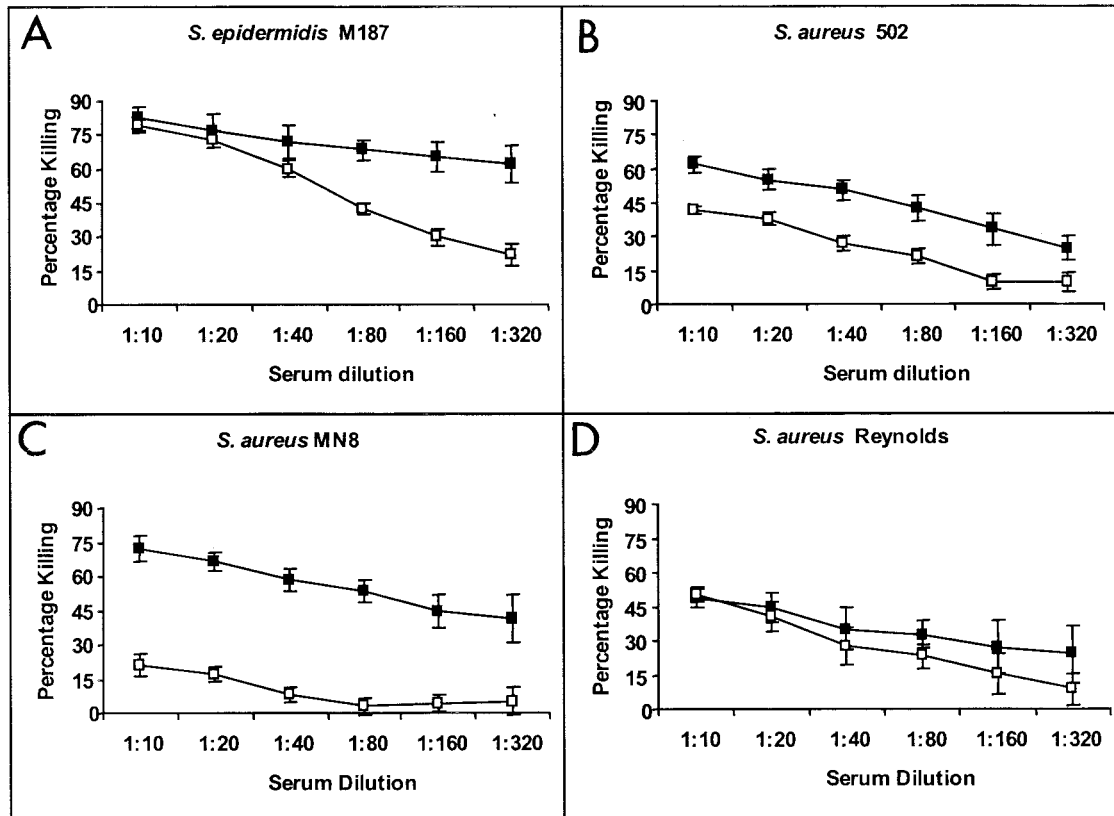 A
S. epidermidis M187
Percentage Killing
90
75
60
45
30
15
0
1:10 1:20 1:40 1:80 1:160 1:320
Serum dilution
B
S. aureus 502
Percentage Killing
90
75
60
45
30
15
0
1:10 1:20 1:40 1:80 1:160 1:320
Serum dilution
C
S. aureus MN8
Percentage Killing
90
75
60
45
30
15
0
1:10 1:20 1:40 1:80 1:160 1:320
Serum Dilution
D
S. aureus Reynolds
Percentage Killing
90
75
60
45
30
15
0
1:10 1:20 1:40 1:80 1:160 1:320
Serum Dilution